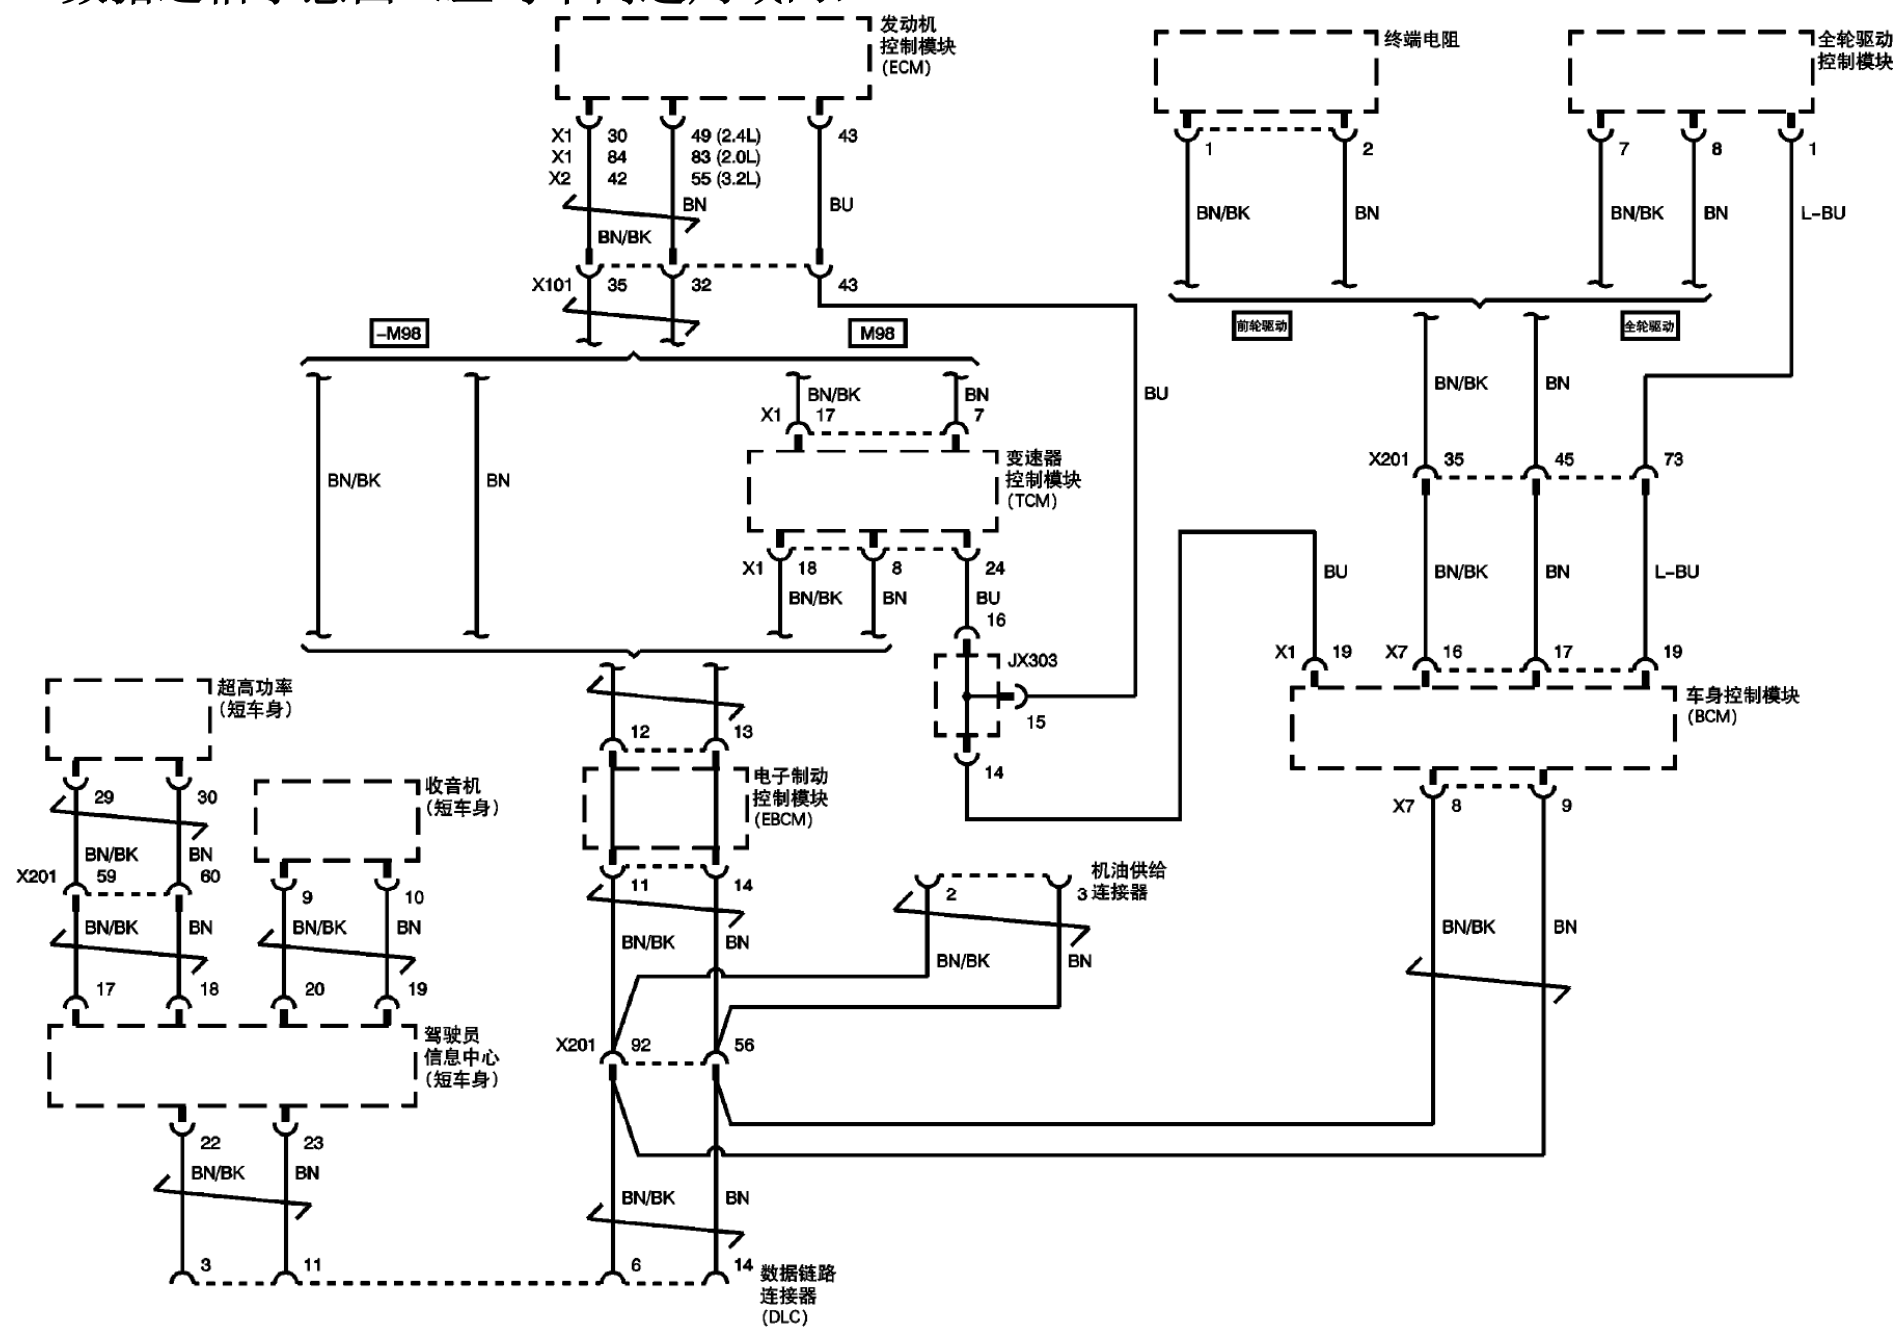 发动机
控制模块
(ECM)
终端电阻
全轮驱动
控制模块
X1 30 49 (2.4L) 43
X1 84 83 (2.0L)
X2 42 55 (3.2L)
1 2 7 8 1
BN BU
BN/BK
BN/BK BN BN/BK BN L-BU
X101 35 32 43
-M98 M98
前轮驱动 全轮驱动
BN/BK BN BU
X1 17 7
BN/BK BN
BN/BK BN
X201 35 45 73
变速器
控制模块
(TCM)
X1 18 8 24
BN/BK BN BU
BU BN/BK BN L-BU
16
JX303
15
14
X1 19 X7 16 17 19
车身控制模块
(BCM)
X7 8 9
超高功率
(短车身)
12 13
电子制动
控制模块
(EBCM)
29 30
收音机
(短车身)
BN/BK BN
X201 59 60
11 14
机油供给
连接器
2 3
9 10
BN/BK BN BN/BK BN
BN/BK BN
BN/BK BN
BN/BK BN
17 18 20 19
驾驶员
信息中心
(短车身)
X201 92 56
22 23
BN/BK BN
BN/BK BN
3 11 6 14
数据链路
连接器
(DLC)